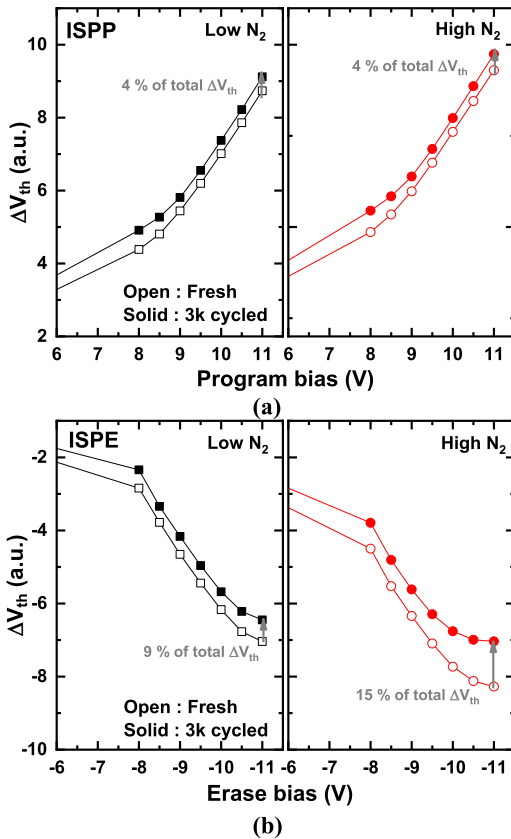 ISPP
Low N2
High N2
4 % of total ΔVth
4 % of total ΔVth
ΔVth (a.u.)
10
8
6
4
2
Open : Fresh
Solid : 3k cycled
6 7 8 9 10 11 6 7 8 9 10 11
Program bias (V)
(a)
ISPE
Low N2
High N2
ΔVth (a.u.)
-2
-4
-6
-8
-10
9 % of total ΔVth
15 % of total ΔVth
Open : Fresh
Solid : 3k cycled
-6 -7 -8 -9 -10 -11 -6 -7 -8 -9 -10 -11
Erase bias (V)
(b)